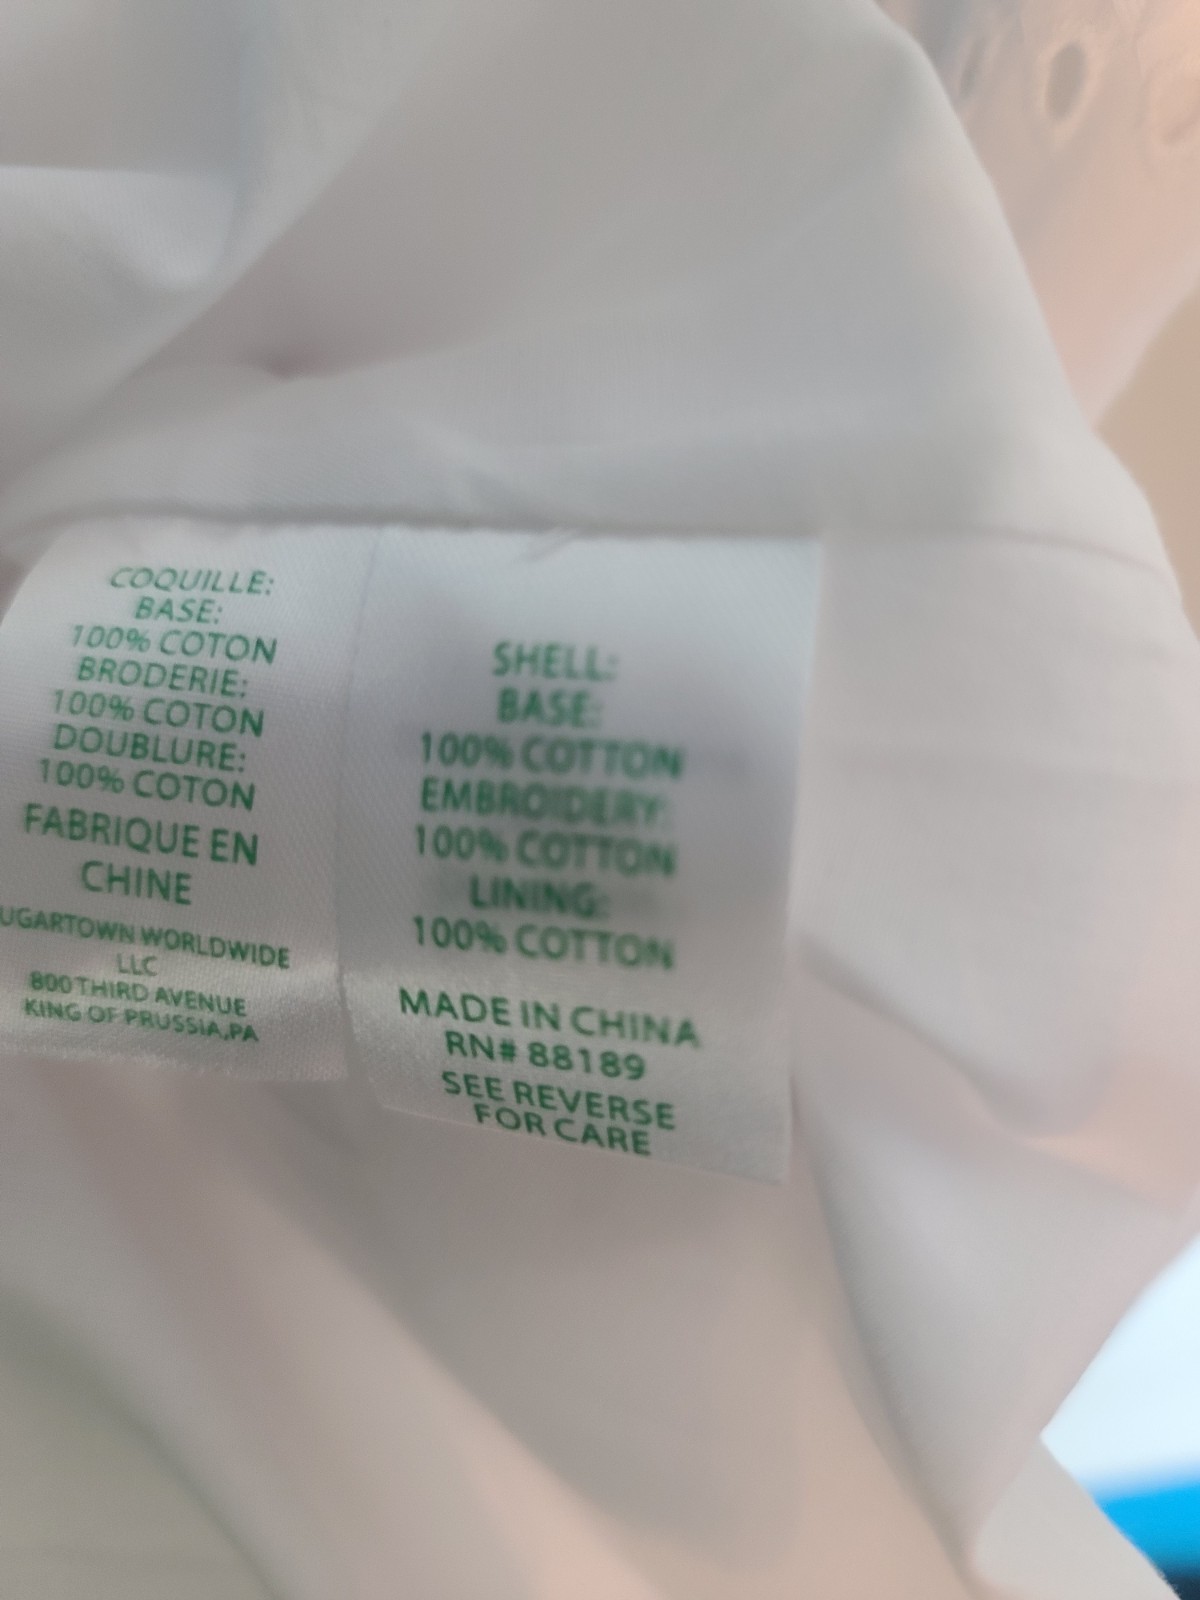 COQUILLE:
BASE:
100% COTON
BRODERIE:
100% COTON
DOUBLURE:
100% COTON
FABRIQUE EN
CHINE
UGARTOWN WORLDWIDE
LLC
800 THIRD AVENUE
KING OF PRUSSIA,PA
SHELL:
BASE:
100% COTTON
EMBROIDERY:
100% COTTON
LINING:
100% COTTON
MADE IN CHINA
RN# 88189
SEE REVERSE
FOR CARE